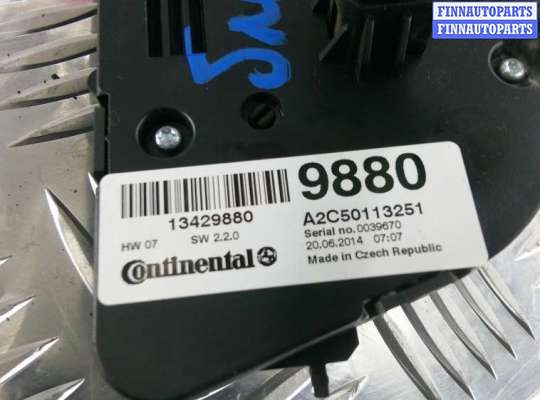 FINNAUTOPARTS
FINNAUTOPARTS
9880
13429880
A2C50113251
HW 07 SW 2.2.0
Serial no.0039670
20.06.2014 07:07
Continental
Made in Czech Republic